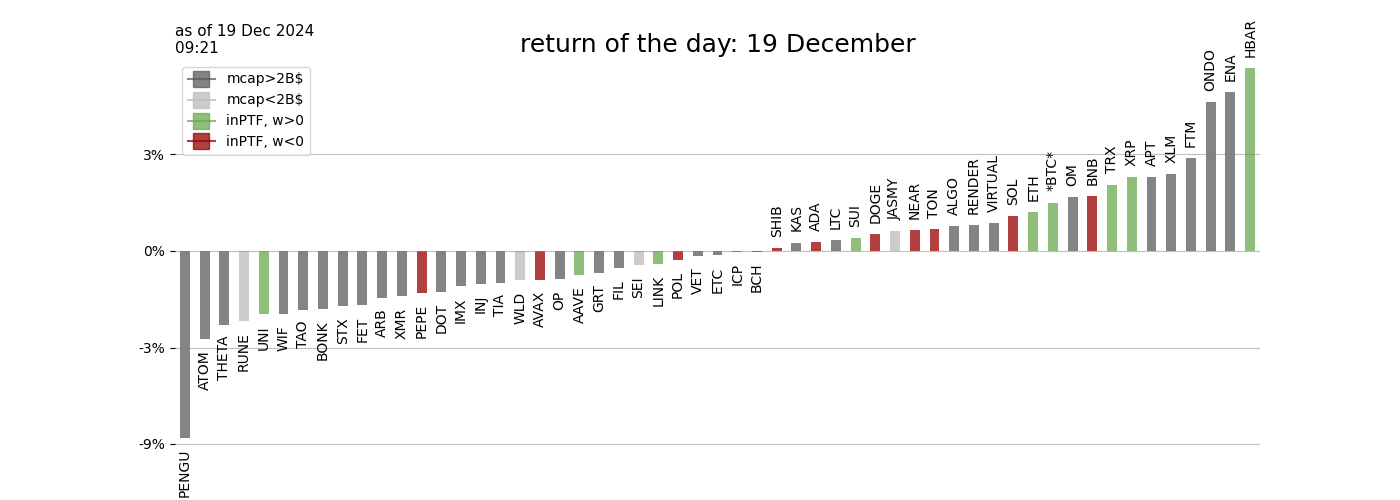 as of 19 Dec 2024
09:21
return of the day: 19 December
mcap>2B$
mcap<2B$
inPTF, w>0
inPTF, w<0
3%
0%
-3%
-9%
PENGU
ATOM
THETA
RUNE
UNI
WIF
TAO
BONK
STX
FET
ARB
XMR
PEPE
DOT
IMX
INJ
TIA
WLD
AVAX
OP
AAVE
GRT
FIL
SEI
LINK
POL
VET
ETC
ICP
BCH
SHIB
KAS
ADA
LTC
SUI
DOGE
JASMY
NEAR
TON
ALGO
RENDER
VIRTUAL
SOL
ETH
*BTC*
OM
BNB
TRX
XRP
APT
XLM
FTM
ONDO
ENA
HBAR